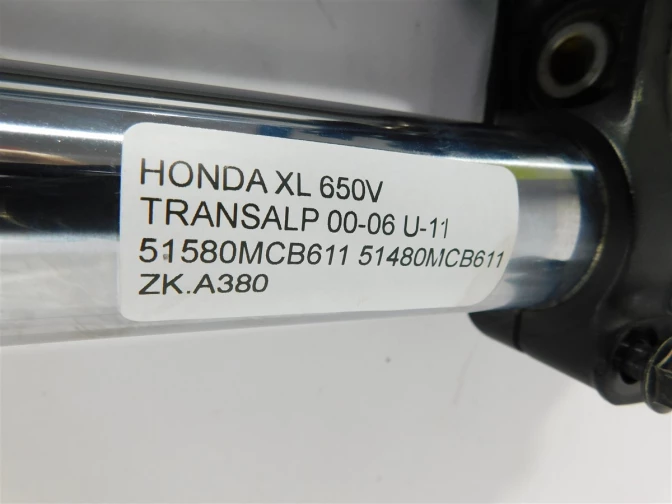 HONDA XL 650V
TRANSALP 00-06 U-11
51580MCB611 51480MCB611
ZK.A380